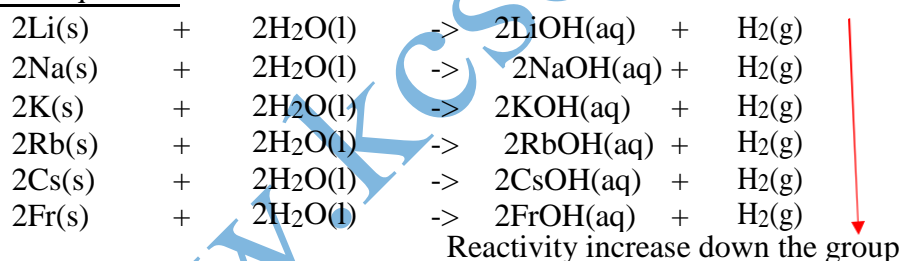 2Li(s) + 2H2O(l) -> 2LiOH(aq) + H2(g)
2Na(s) + 2H2O(l) -> 2NaOH(aq) + H2(g)
2K(s) + 2H2O(l) -> 2KOH(aq) + H2(g)
2Rb(s) + 2H2O(l) -> 2RbOH(aq) + H2(g)
2Cs(s) + 2H2O(l) -> 2CsOH(aq) + H2(g)
2Fr(s) + 2H2O(l) -> 2FrOH(aq) + H2(g)
Reactivity increase down the group